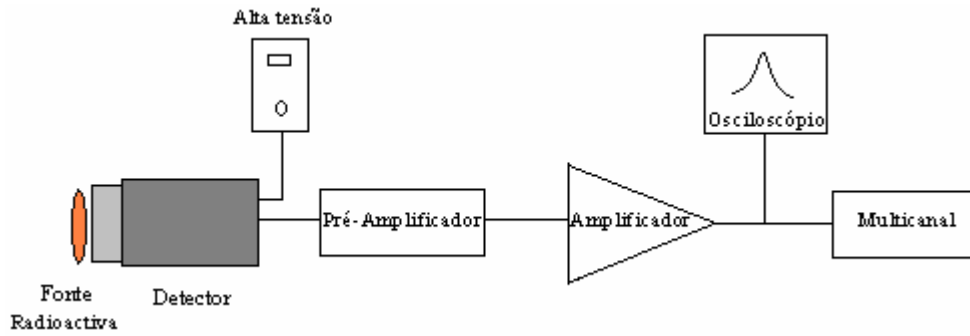 Alta tensão
Osciloscópio
Pré-Amplificador
Amplificador
Multicanal
Fonte
Radioactiva
Detector